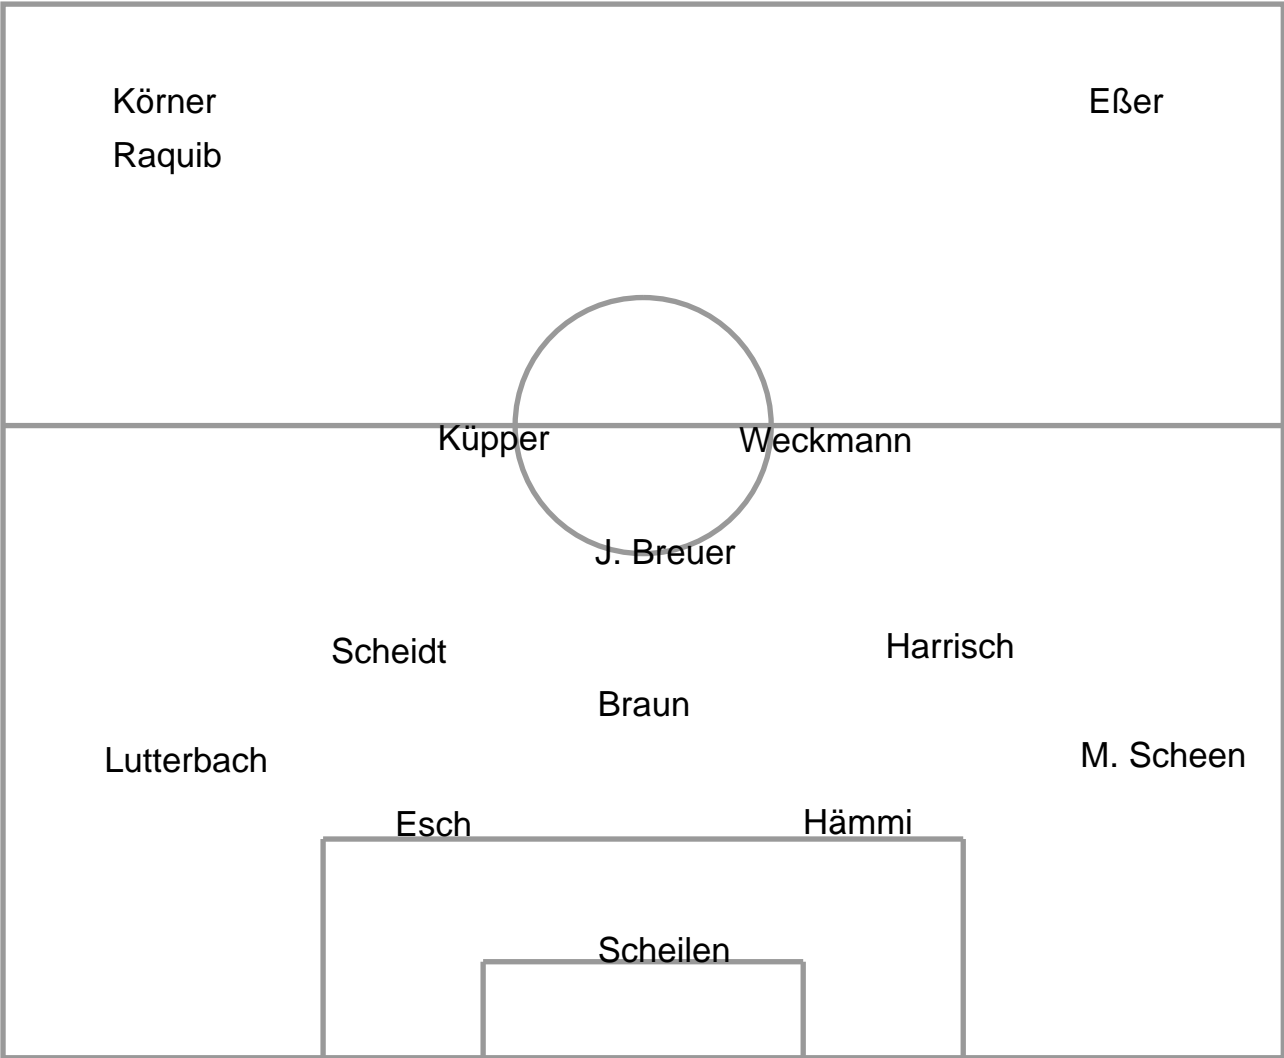 Körner
Eßer
Raquib
Küpper
Weckmann
J. Breuer
Scheidt
Harrisch
Braun
Lutterbach
M. Scheen
Esch
Hämmi
Scheilen